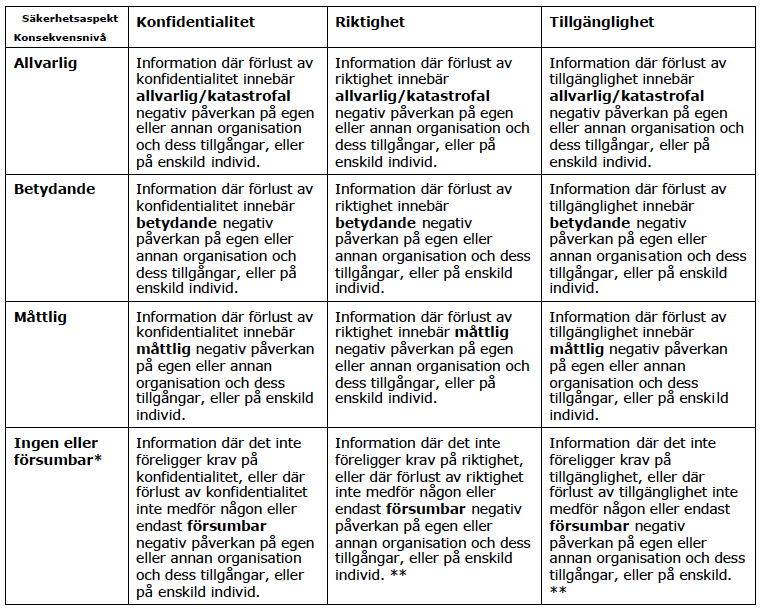 Säkerhetsaspekt
Konsekvensnivå
Konfidentialitet
Riktighet
Tillgänglighet
Allvarlig
Information där förlust av
konfidentialitet innebär
allvarlig/katastrofal
negativ påverkan på egen
eller annan organisation
och dess tillgångar, eller
på enskild individ.
Information där förlust av
riktighet innebär
allvarlig/katastrofal
negativ påverkan på egen
eller annan organisation och
dess tillgångar, eller på
enskild individ.
Information där förlust av
tillgänglighet innebär
allvarlig/katastrofal
negativ påverkan på egen
eller annan organisation och
dess tillgångar, eller på
enskild individ.
Betydande
Information där förlust av
konfidentialitet innebär
betydande negativ
påverkan på egen eller
annan organisation och
dess tillgångar, eller på
enskild individ.
Information där förlust av
riktighet innebär
betydande negativ
påverkan på egen eller
annan organisation och dess
tillgångar, eller på enskild
individ.
Information där förlust av
tillgänglighet innebär
betydande negativ
påverkan på egen eller
annan organisation och dess
tillgångar, eller på enskild
individ.
Måttlig
Information där förlust av
konfidentialitet innebär
måttlig negativ påverkan
på egen eller annan
organisation och dess
tillgångar, eller på enskild
individ.
Information där förlust av
riktighet innebär måttlig
negativ påverkan på egen
eller annan organisation och
dess tillgångar, eller på
enskild individ.
Information där förlust av
tillgänglighet innebär
måttlig negativ påverkan
på egen eller annan
organisation och dess
tillgångar, eller på enskild
individ.
Ingen eller
försumbar*
Information där det inte
föreligger krav på
konfidentialitet, eller där
förlust av konfidentialitet
inte medför någon eller
endast försumbar
negativ påverkan på egen
eller annan organisation
och dess tillgångar, eller
på enskild individ.
Information där det inte
föreligger krav på riktighet,
eller där förlust av riktighet
inte medför någon eller
endast försumbar negativ
påverkan på egen eller
annan organisation och dess
tillgångar, eller på enskild
individ. **
Information där det inte
föreligger krav på
tillgänglighet, eller där
förlust av tillgänglighet inte
medför någon eller endast
försumbar negativ
påverkan på egen eller
annan organisation och dess
tillgångar, eller på enskild.
**